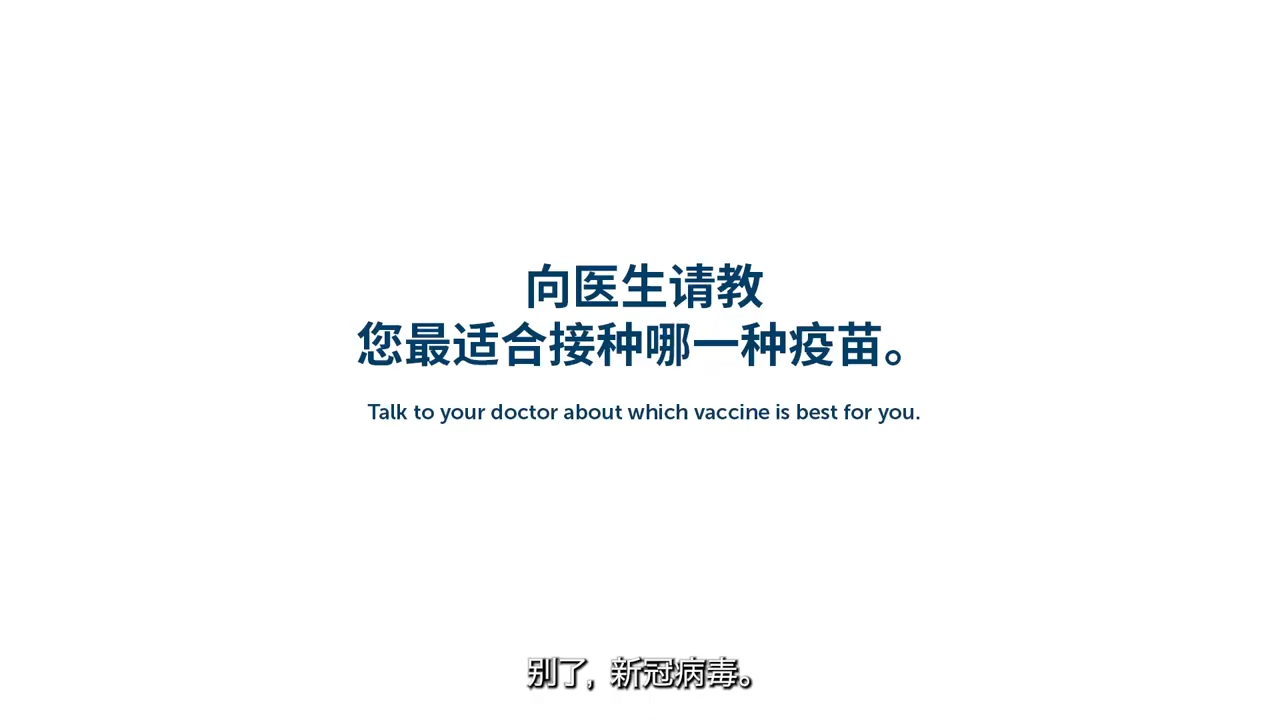 向医生请教
您最适合接种哪一种疫苗。
Talk to your doctor about which vaccine is best for you.
别了, 新冠病毒。